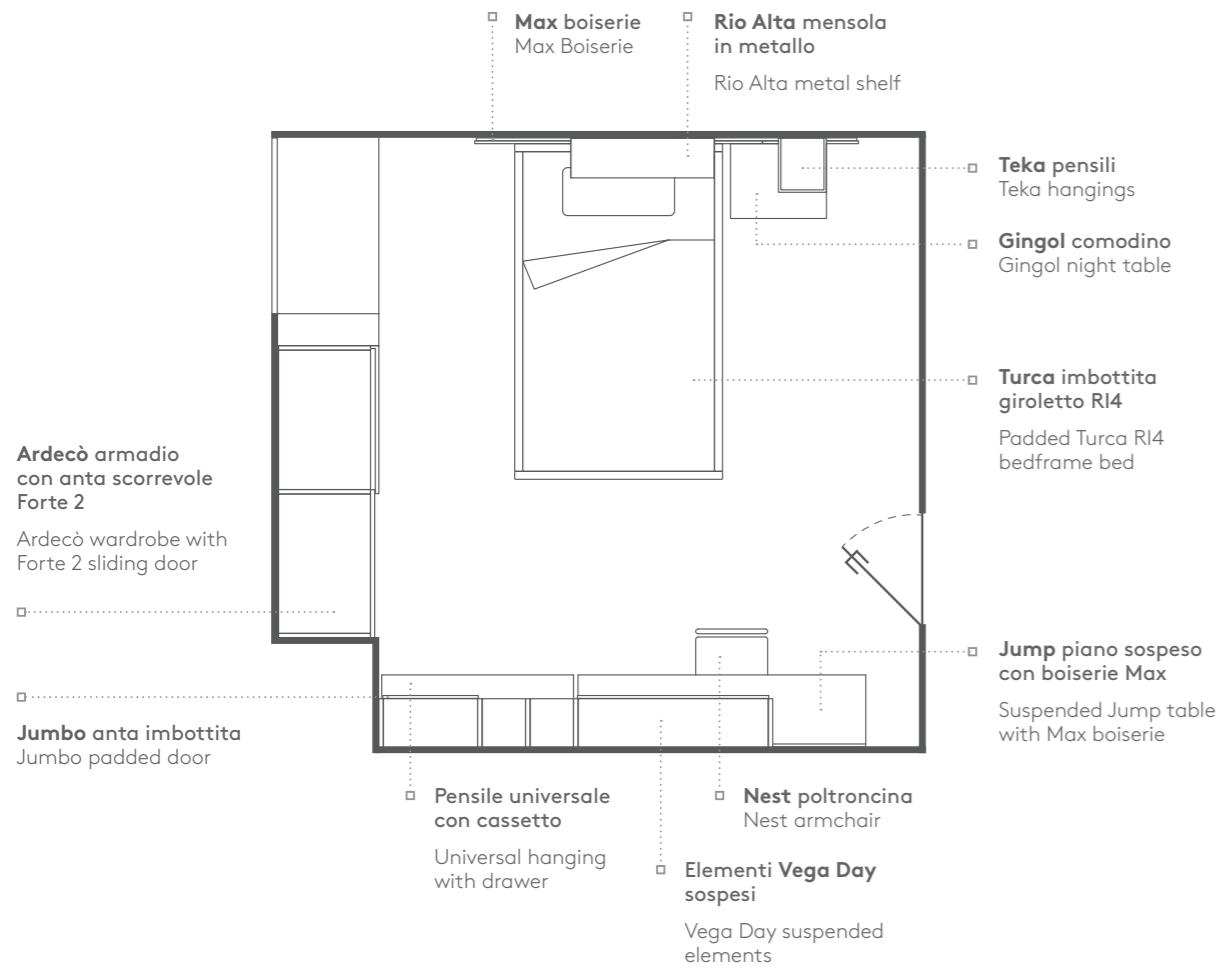 Max boiserie
Max Boiserie
Rio Alta mensola
in metallo
Rio Alta metal shelf
Teka pensili
Teka hangings
Gingol comodino
Gingol night table
Turca imbottita
giroletto RI4
Padded Turca RI4
bedframe bed
Ardecò armadio
con anta scorrevole
Forte 2
Ardecò wardrobe with
Forte 2 sliding door
Jump piano sospeso
con boiserie Max
Suspended Jump table
with Max boiserie
Jumbo anta imbottita
Jumbo padded door
Pensile universale
con cassetto
Universal hanging
with drawer
Nest poltroncina
Nest armchair
Elementi Vega Day
sospesi
Vega Day suspended
elements